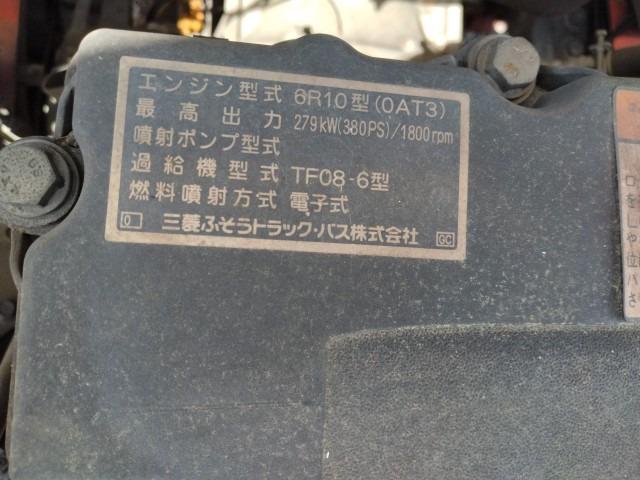 エンジン型式 6R10型(0AT3)
最高出力 279kW(380PS)/1800rpm
噴射ポンプ型式
過給機型式 TF08-6型
燃料噴射方式 電子式
0 三菱ふそうトラック・バス株式会社 GC